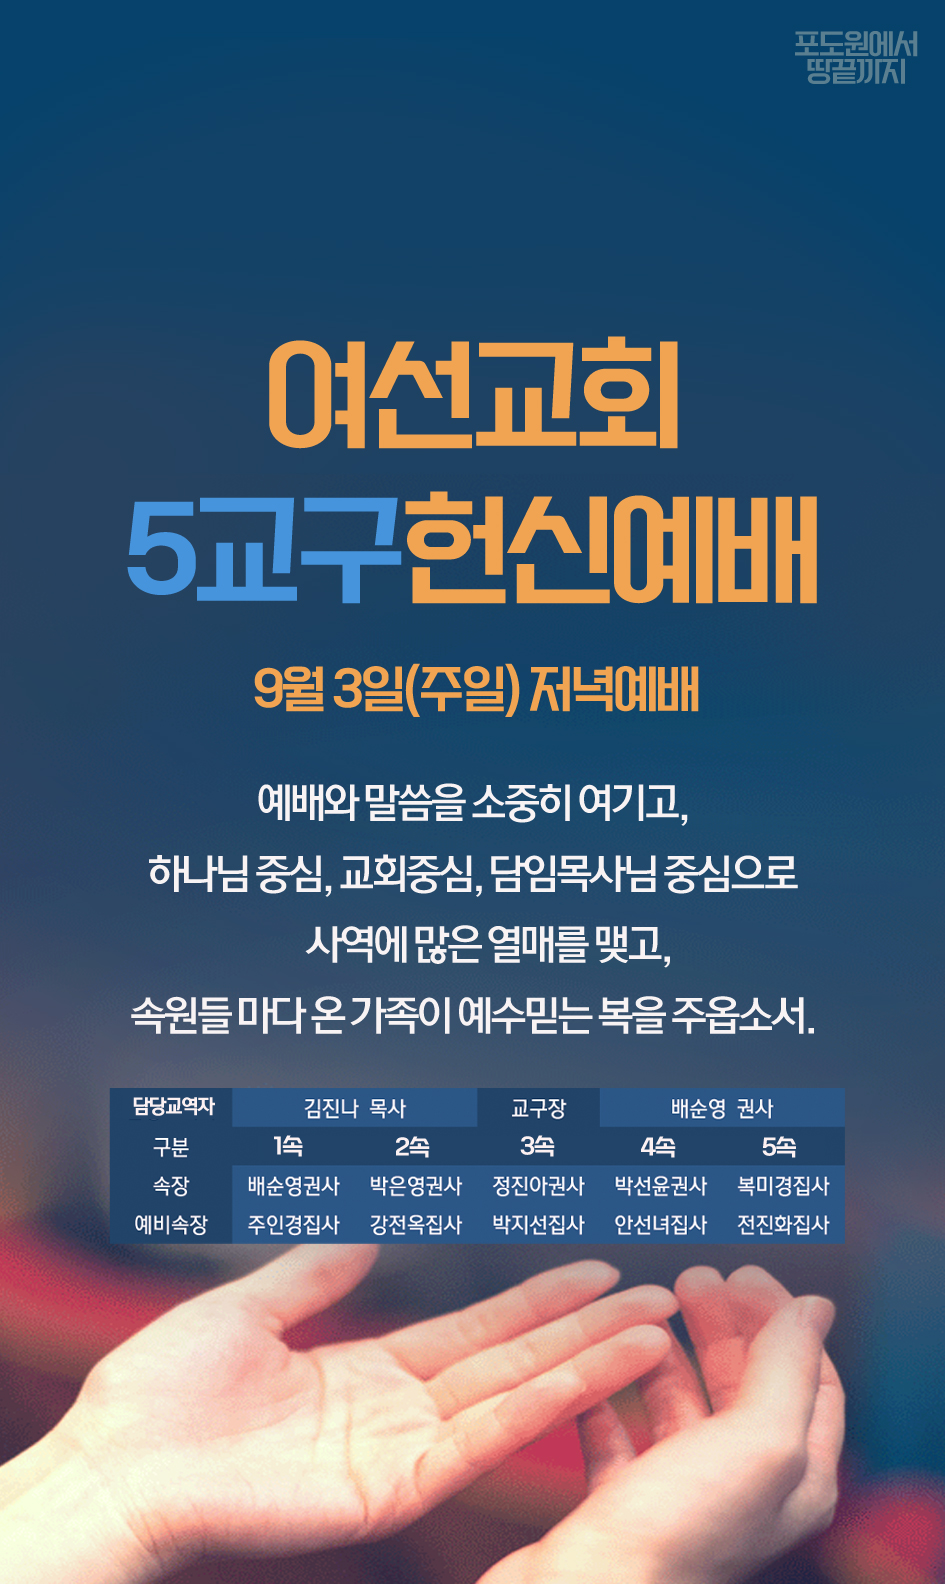 포도원에서
땅끝까지
여선교회
5교구헌신예배
9월 3일(주일) 저녁예배
예배와 말씀을 소중히 여기고,
하나님 중심, 교회중심, 담임목사님 중심으로
사역에 많은 열매를 맺고,
속원들 마다 온 가족이 예수믿는 복을 주옵소서.
담당교역자 김진나 목사 교구장 배순영 권사
구분 1속 2속 3속 4속 5속
속장 배순영권사 박은영권사 정진아권사 박선윤권사 복미경집사
예비속장 주인경집사 강전옥집사 박지선집사 안선녀집사 전진화집사